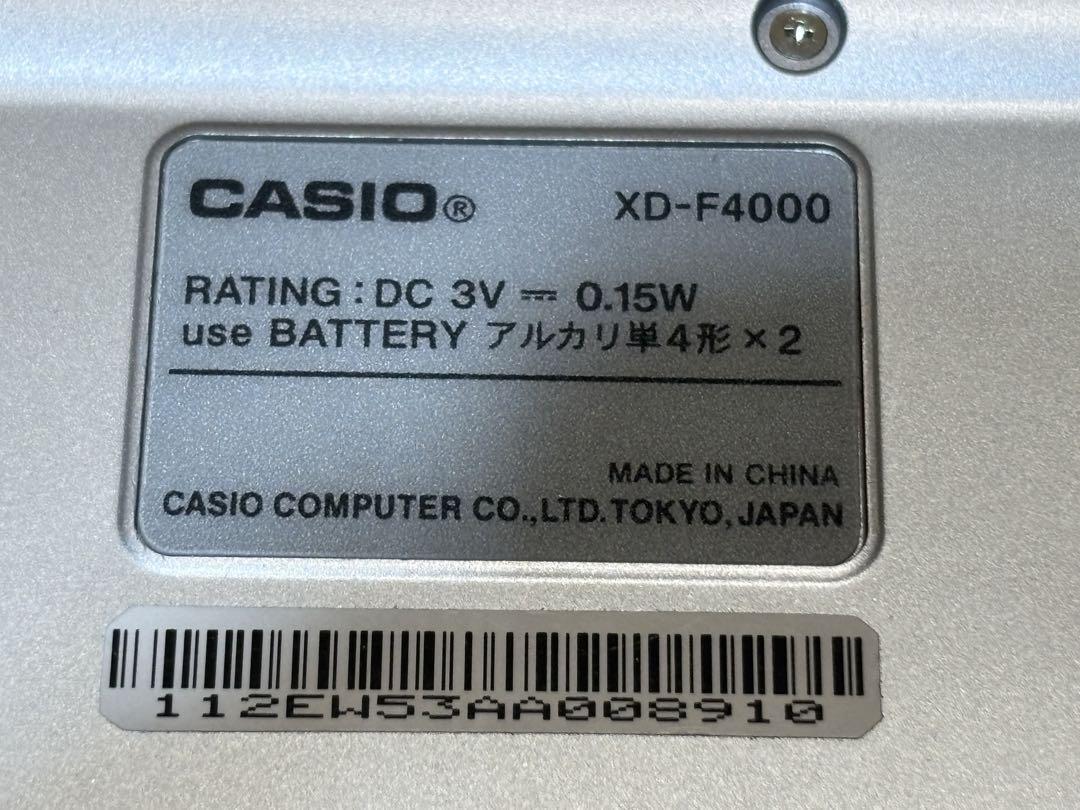 CASIO® XD-F4000
RATING : DC 3V ⎓ 0.15W
use BATTERY アルカリ単4形 × 2
MADE IN CHINA
CASIO COMPUTER CO.,LTD. TOKYO, JAPAN
112EW53AA008910